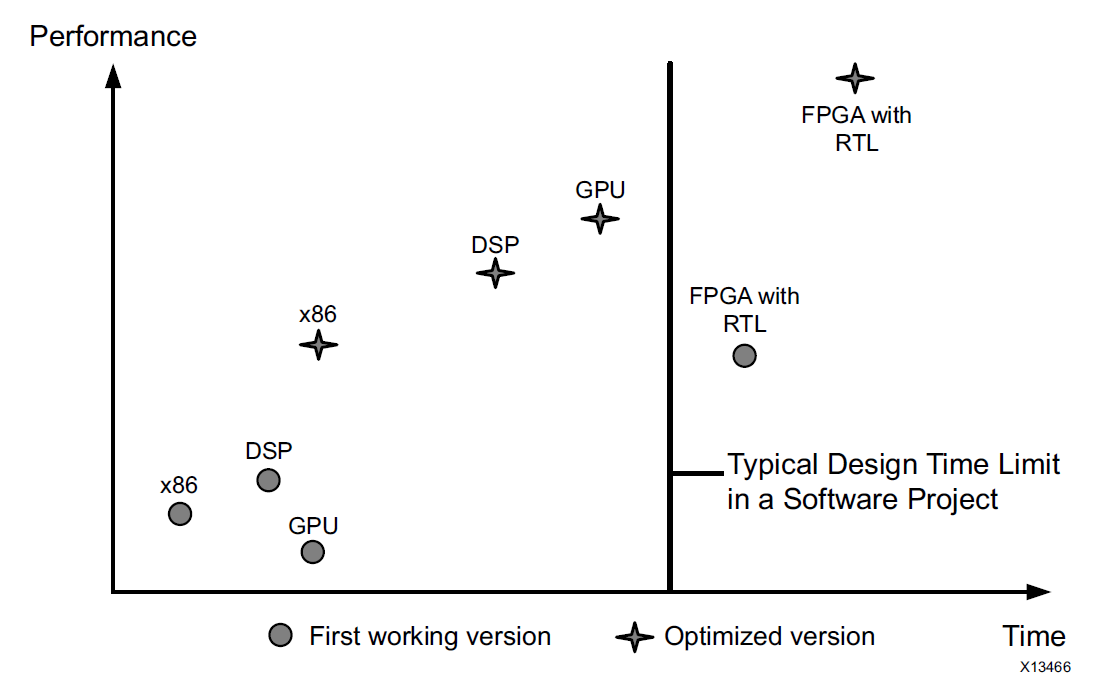 Performance
FPGA with
RTL
GPU
DSP
FPGA with
RTL
x86
DSP
Typical Design Time Limit
in a Software Project
x86
GPU
First working version
Optimized version
Time
X13466